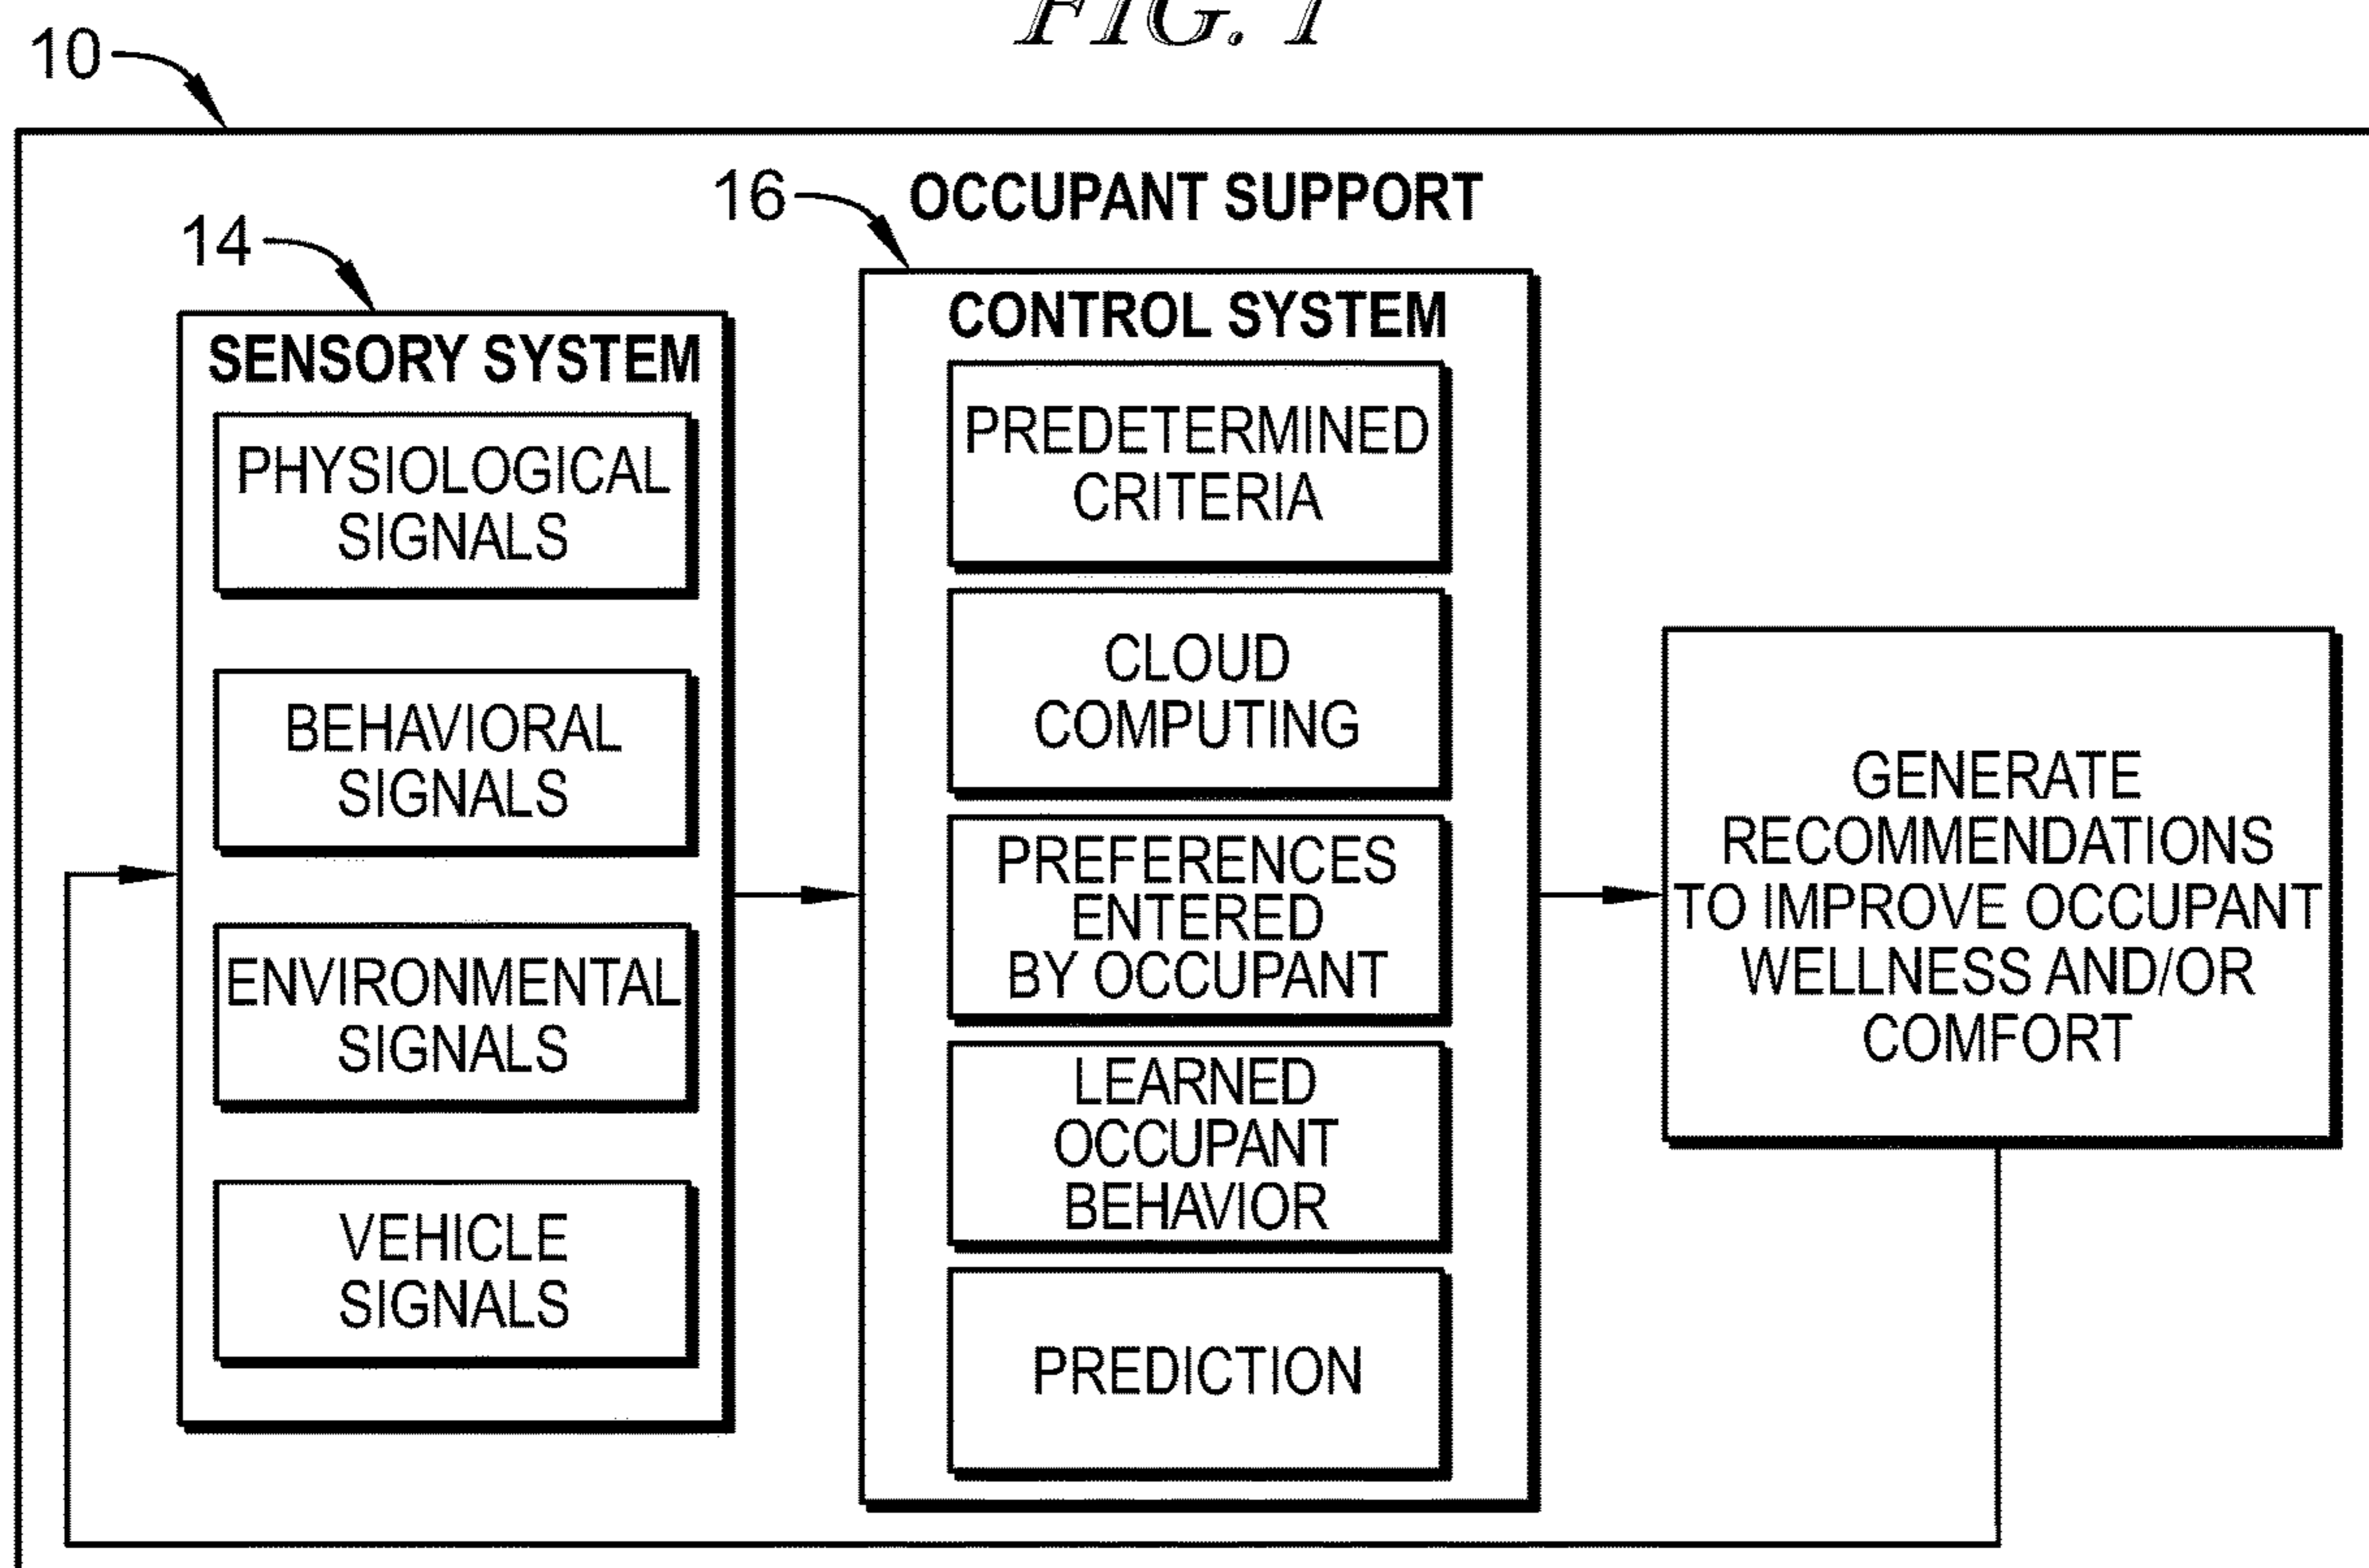 FIG. 1
10
OCCUPANT SUPPORT
14
SENSORY SYSTEM
PHYSIOLOGICAL
SIGNALS
BEHAVIORAL
SIGNALS
ENVIRONMENTAL
SIGNALS
VEHICLE
SIGNALS
16
CONTROL SYSTEM
PREDETERMINED
CRITERIA
CLOUD
COMPUTING
PREFERENCES
ENTERED
BY OCCUPANT
LEARNED
OCCUPANT
BEHAVIOR
PREDICTION
GENERATE
RECOMMENDATIONS
TO IMPROVE OCCUPANT
WELLNESS AND/OR
COMFORT